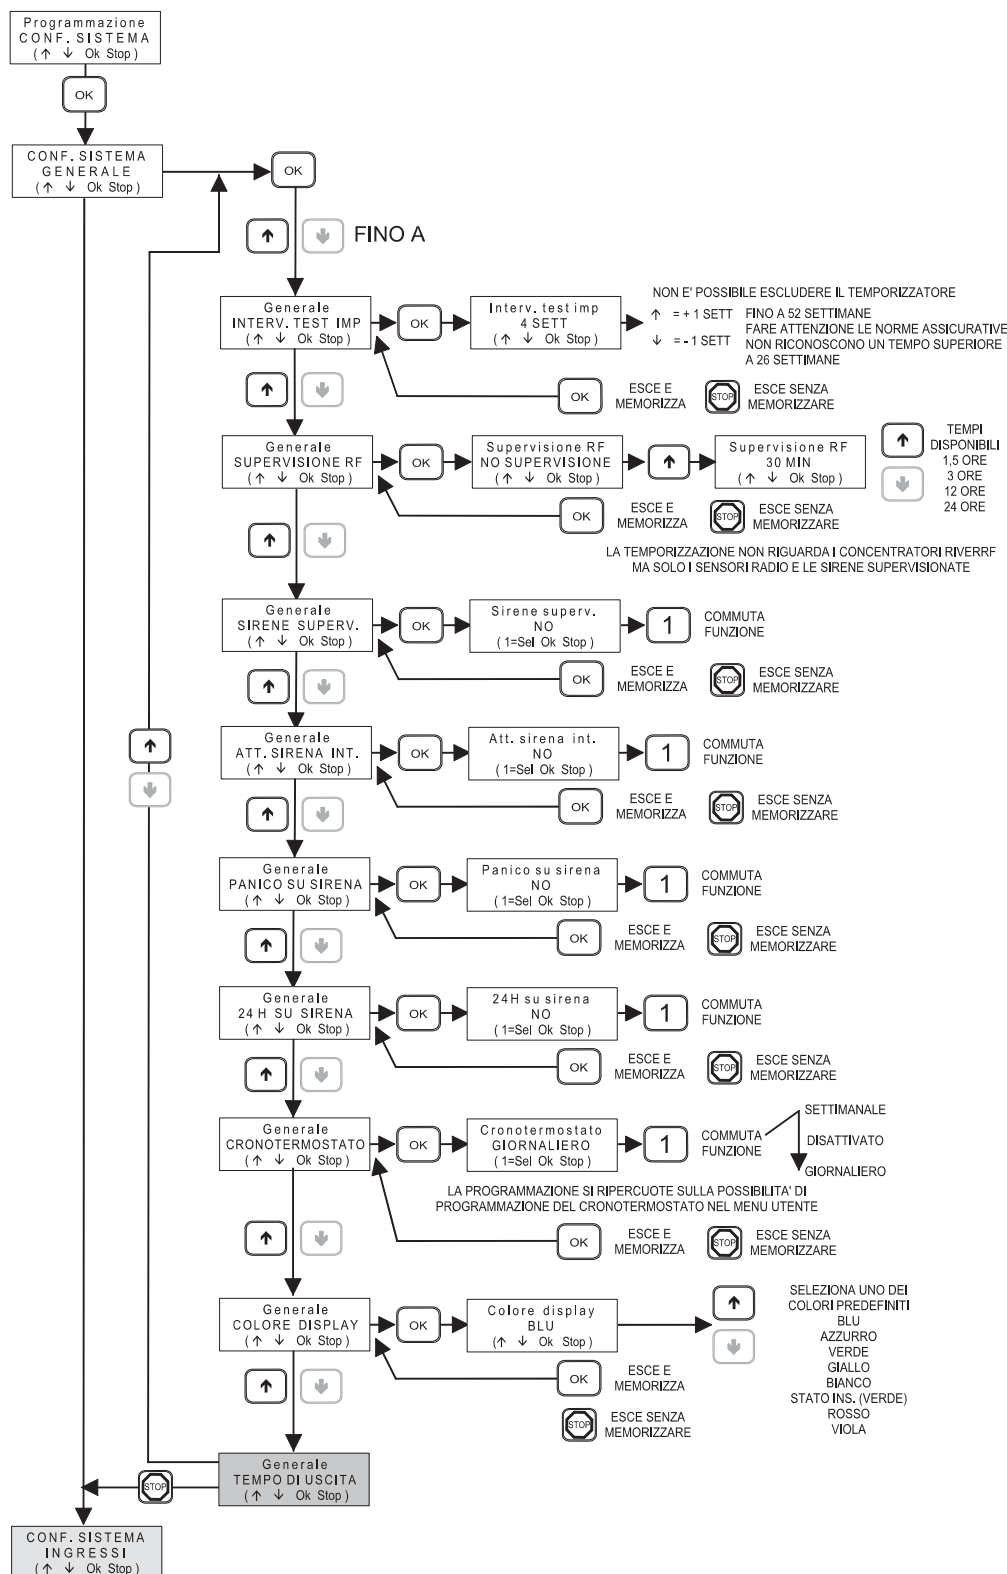 Programmazione
CONF. SISTEMA
(↑ ↓ Ok Stop)
OK
CONF. SISTEMA
GENERALE
(↑ ↓ Ok Stop)
OK
↑ ↓ FINO A
Generale
INTERV. TEST IMP
(↑ ↓ Ok Stop)
OK
Interv. test imp
4 SETT
(↑ ↓ Ok Stop)
NON E' POSSIBILE ESCLUDERE IL TEMPORIZZATORE
↑ = + 1 SETT FINO A 52 SETTIMANE
FARE ATTENZIONE LE NORME ASSICURATIVE
↓ = - 1 SETT NON RICONOSCONO UN TEMPO SUPERIORE
A 26 SETTIMANE
↑ ↓
OK
ESCE E
MEMORIZZA
STOP
ESCE SENZA
MEMORIZZARE
Generale
SUPERVISIONE RF
(↑ ↓ Ok Stop)
OK
Supervisione RF
NO SUPERVISIONE
(↑ ↓ Ok Stop)
↑
Supervisione RF
30 MIN
(↑ ↓ Ok Stop)
↑ ↓
TEMPI
DISPONIBILI
1,5 ORE
3 ORE
12 ORE
24 ORE
OK
ESCE E
MEMORIZZA
STOP
ESCE SENZA
MEMORIZZARE
↑ ↓
LA TEMPORIZZAZIONE NON RIGUARDA I CONCENTRATORI RIVERRF
MA SOLO I SENSORI RADIO E LE SIRENE SUPERVISIONATE
Generale
SIRENE SUPERV.
(↑ ↓ Ok Stop)
OK
Sirene superv.
NO
(1=Sel Ok Stop)
1
COMMUTA
FUNZIONE
OK
ESCE E
MEMORIZZA
STOP
ESCE SENZA
MEMORIZZARE
↑ ↓
Generale
ATT. SIRENA INT.
(↑ ↓ Ok Stop)
OK
Att. sirena int.
NO
(1=Sel Ok Stop)
1
COMMUTA
FUNZIONE
↑ ↓
OK
ESCE E
MEMORIZZA
STOP
ESCE SENZA
MEMORIZZARE
↑ ↓
Generale
PANICO SU SIRENA
(↑ ↓ Ok Stop)
OK
Panico su sirena
NO
(1=Sel Ok Stop)
1
COMMUTA
FUNZIONE
OK
ESCE E
MEMORIZZA
STOP
ESCE SENZA
MEMORIZZARE
↑ ↓
Generale
24 H SU SIRENA
(↑ ↓ Ok Stop)
OK
24H su sirena
NO
(1=Sel Ok Stop)
1
COMMUTA
FUNZIONE
OK
ESCE E
MEMORIZZA
STOP
ESCE SENZA
MEMORIZZARE
↑ ↓
Generale
CRONOTERMOSTATO
(↑ ↓ Ok Stop)
OK
Cronotermostato
GIORNALIERO
(1=Sel Ok Stop)
1
COMMUTA
FUNZIONE
SETTIMANALE
DISATTIVATO
GIORNALIERO
LA PROGRAMMAZIONE SI RIPERCUOTE SULLA POSSIBILITA' DI
PROGRAMMAZIONE DEL CRONOTERMOSTATO NEL MENU UTENTE
↑ ↓
OK
ESCE E
MEMORIZZA
STOP
ESCE SENZA
MEMORIZZARE
Generale
COLORE DISPLAY
(↑ ↓ Ok Stop)
OK
Colore display
BLU
(↑ ↓ Ok Stop)
↑ ↓
SELEZIONA UNO DEI
COLORI PREDEFINITI
BLU
AZZURRO
VERDE
GIALLO
BIANCO
STATO INS. (VERDE)
ROSSO
VIOLA
↑ ↓
OK
ESCE E
MEMORIZZA
STOP
ESCE SENZA
MEMORIZZARE
Generale
TEMPO DI USCITA
(↑ ↓ Ok Stop)
STOP
CONF. SISTEMA
INGRESSI
(↑ ↓ Ok Stop)